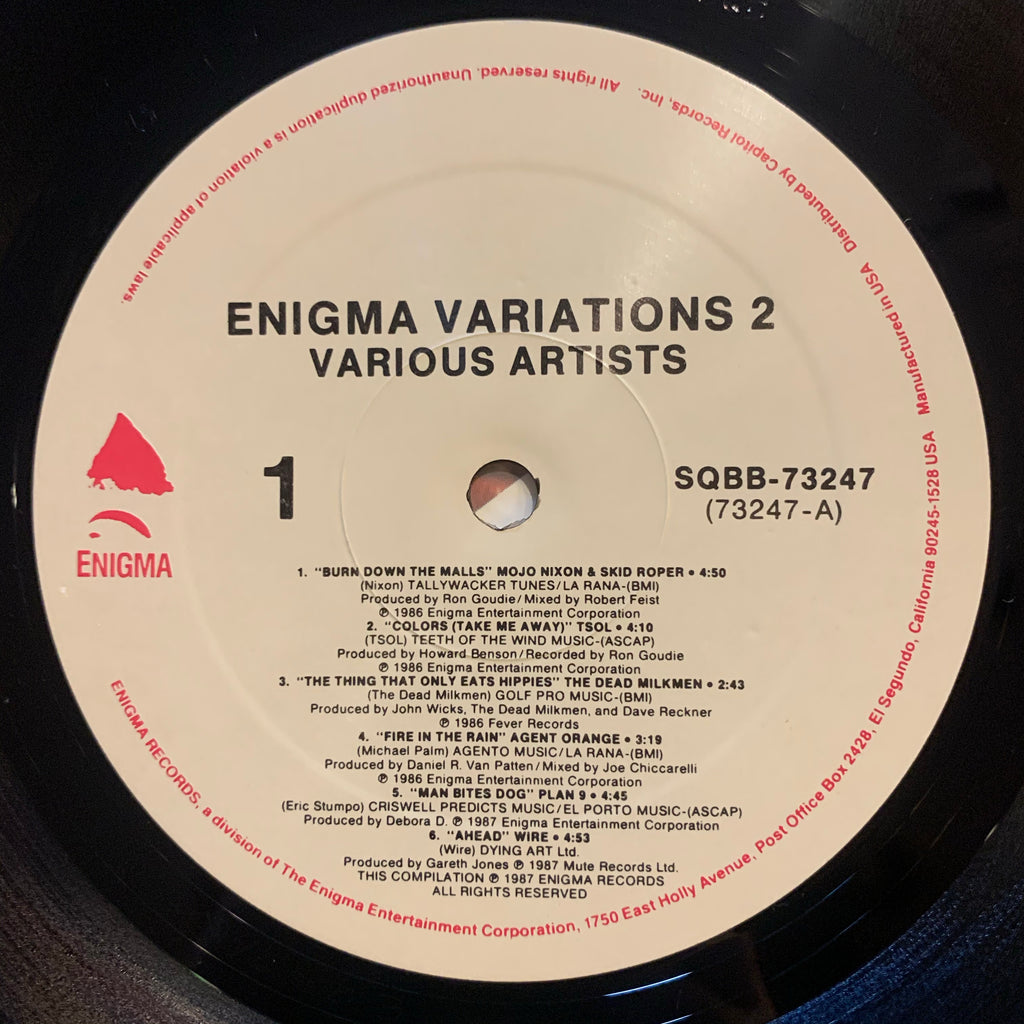 ENIGMA VARIATIONS 2
VARIOUS ARTISTS
1
SQBB-73247
(73247-A)
ENIGMA
1. "BURN DOWN THE MALLS" MOJO NIXON & SKID ROPER • 4:50
(Nixon) TALLYWACKER TUNES/LA RANA-(BMI)
Produced by Ron Goudie/Mixed by Robert Feist
℗ 1986 Enigma Entertainment Corporation
2. "COLORS (TAKE ME AWAY)" TSOL • 4:10
(TSOL) TEETH OF THE WIND MUSIC-(ASCAP)
Produced by Howard Benson/Recorded by Ron Goudie
℗ 1986 Enigma Entertainment Corporation
3. "THE THING THAT ONLY EATS HIPPIES" THE DEAD MILKMEN • 2:43
(The Dead Milkmen) GOLF PRO MUSIC-(BMI)
Produced by John Wicks, The Dead Milkmen, and Dave Reckner
℗ 1986 Fever Records
4. "FIRE IN THE RAIN" AGENT ORANGE • 3:19
(Michael Palm) AGENTO MUSIC/LA RANA-(BMI)
Produced by Daniel R. Van Patten/Mixed by Joe Chiccarelli
℗ 1986 Enigma Entertainment Corporation
5. "MAN BITES DOG" PLAN 9 • 4:45
(Eric Stumpo) CRISWELL PREDICTS MUSIC/EL PORTO MUSIC-(ASCAP)
Produced by Debora D. ℗ 1987 Enigma Entertainment Corporation
6. "AHEAD" WIRE • 4:53
(Wire) DYING ART Ltd.
Produced by Gareth Jones ℗ 1987 Mute Records Ltd.
THIS COMPILATION ℗ 1987 ENIGMA RECORDS
ALL RIGHTS RESERVED
ENIGMA RECORDS, a division of The Enigma Entertainment Corporation, 1750 East Holly Avenue, Post Office Box 2428, El Segundo, California 90245-1528 USA Manufactured in USA Distributed by Capitol Records, Inc. All rights reserved. Unauthorized duplication is a violation of applicable laws.